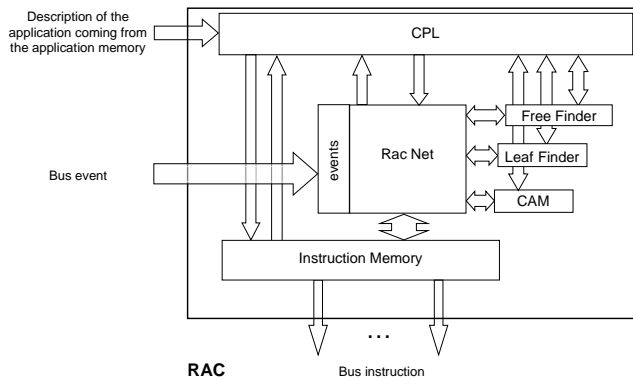 Description of the
application coming from
the application memory
CPL
Free Finder
events
Rac Net
Leaf Finder
Bus event
CAM
Instruction Memory
...
RAC
Bus instruction